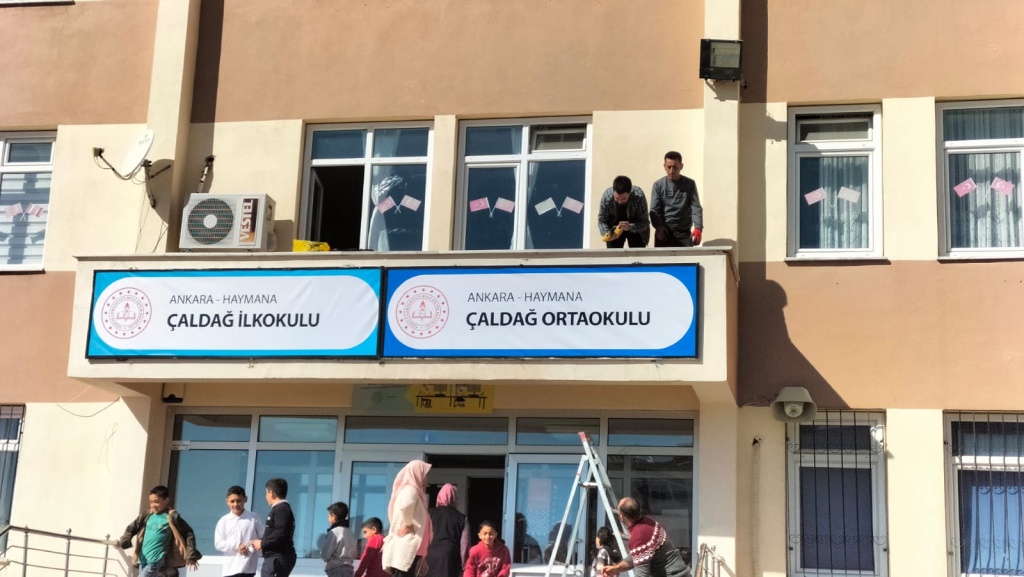 VESTEL
ANKARA - HAYMANA
ÇALDAĞ İLKOKULU
ANKARA - HAYMANA
ÇALDAĞ ORTAOKULU